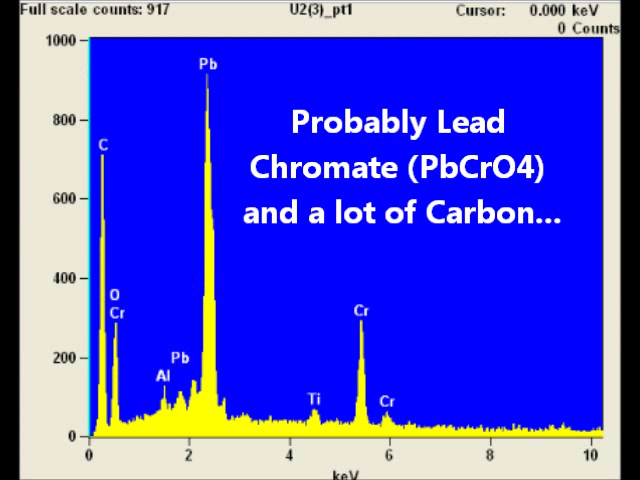 Full scale counts: 917 U2(3)_pt1 Cursor: 0.000 keV
0 Counts
1000
Pb
800
Probably Lead
C
Chromate (PbCrO4)
600
and a lot of Carbon...
400
O
Cr
Cr
200
Pb
Al
Ti
Cr
0
0 2 4 6 8 10
keV